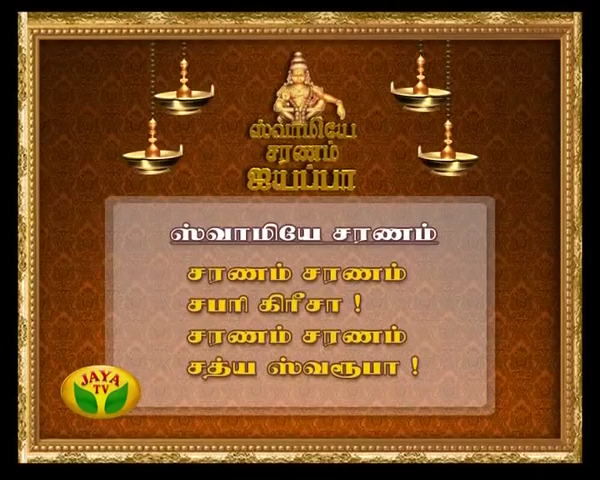 ஸ்வாமியே
சரணம்
ஐயப்பா
ஸ்வாமியே சரணம்
சரணம் சரணம்
சபரி கிரீசா !
சரணம் சரணம்
சத்ய ஸ்வரூபா !
JAYA
TV